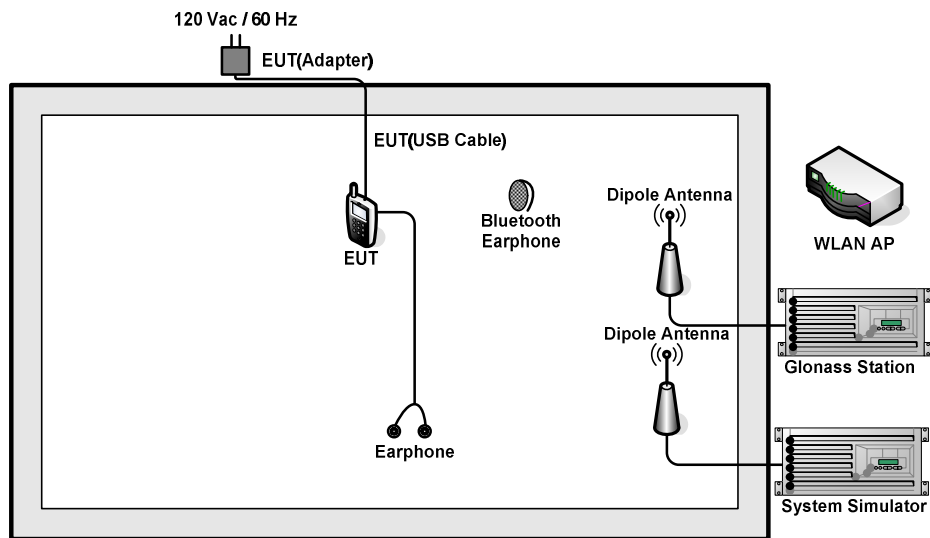 120 Vac / 60 Hz
EUT(Adapter)
EUT(USB Cable)
EUT
Bluetooth
Earphone
Dipole Antenna
WLAN AP
Dipole Antenna
Glonass Station
Earphone
System Simulator